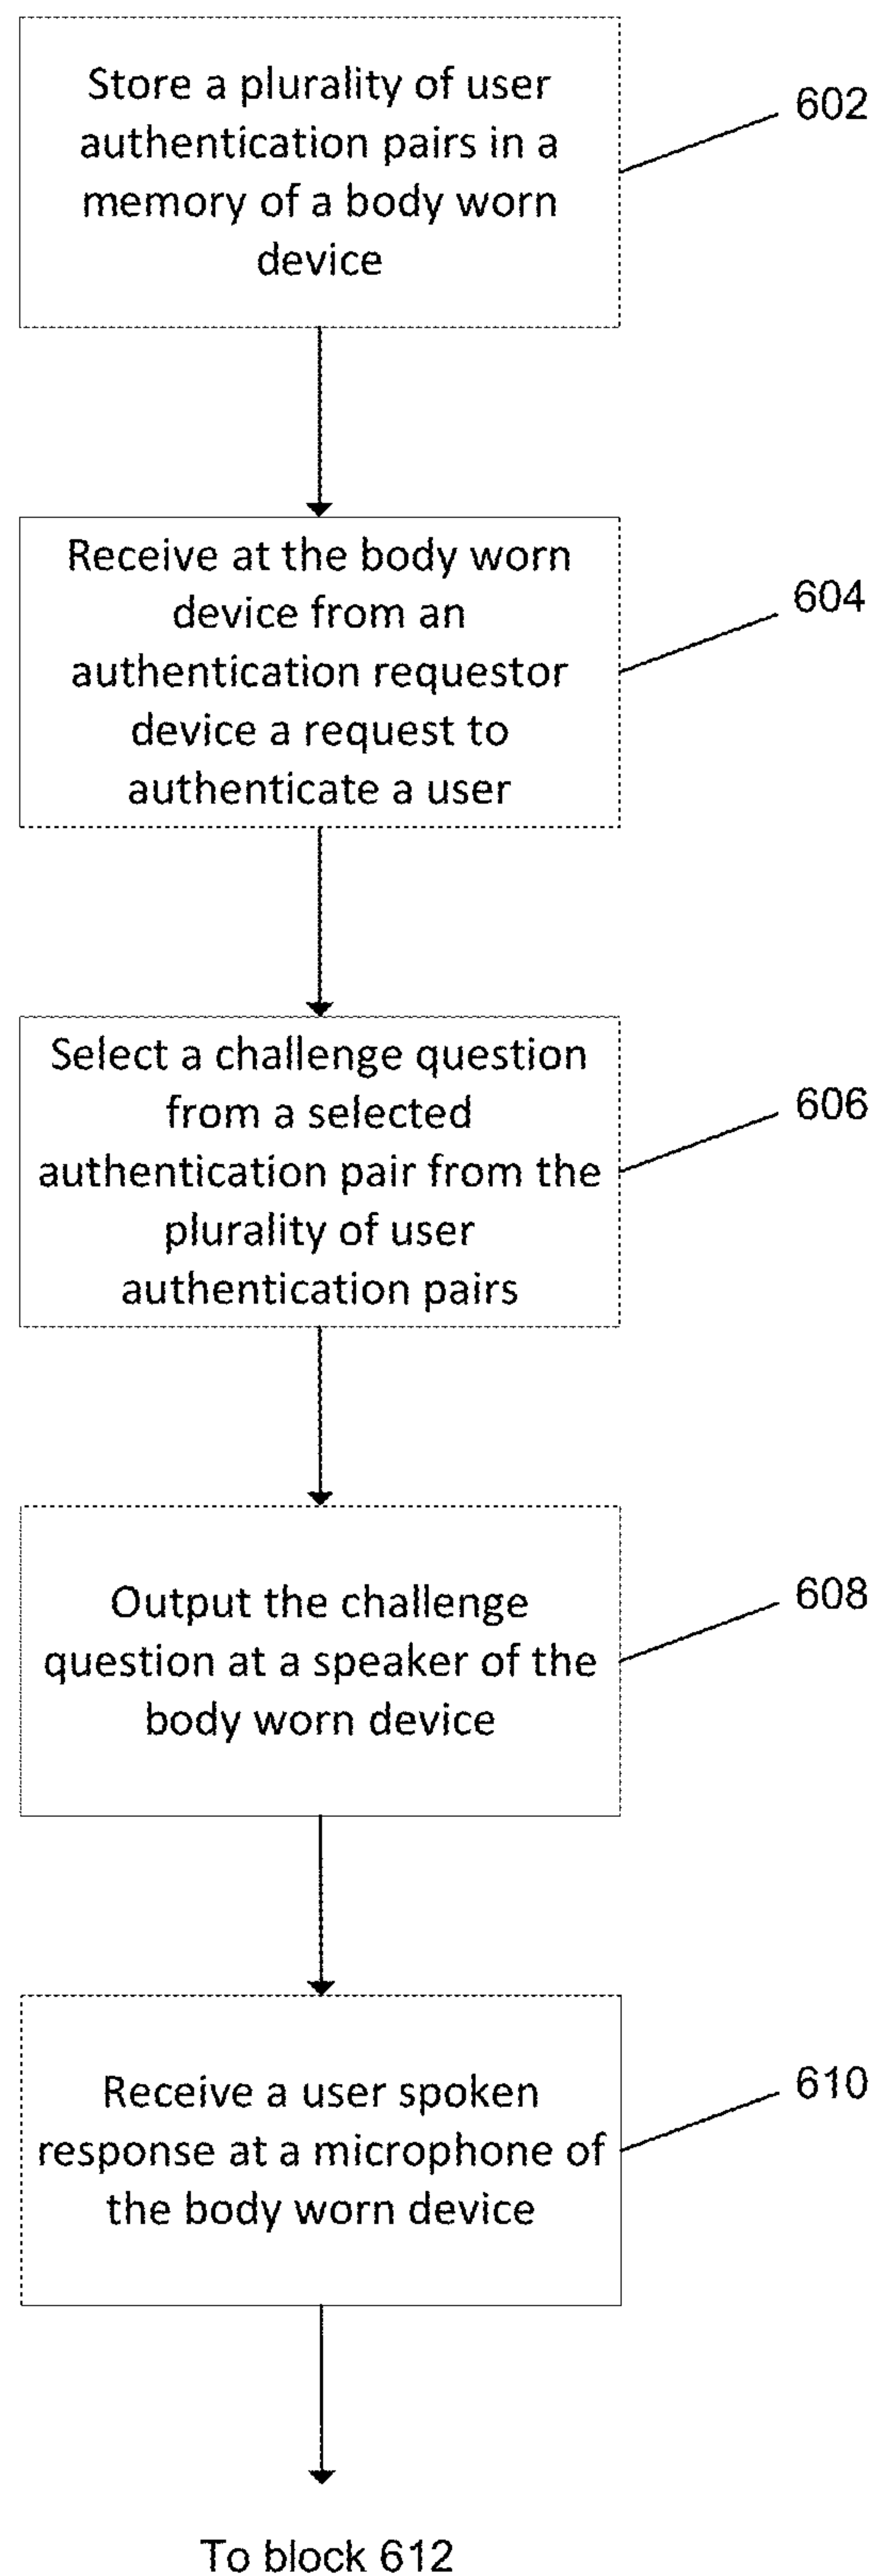 Store a plurality of user
authentication pairs in a
memory of a body worn
device
602
Receive at the body worn
device from an
authentication requestor
device a request to
authenticate a user
604
Select a challenge question
from a selected
authentication pair from the
plurality of user
authentication pairs
606
Output the challenge
question at a speaker of the
body worn device
608
Receive a user spoken
response at a microphone of
the body worn device
610
To block 612